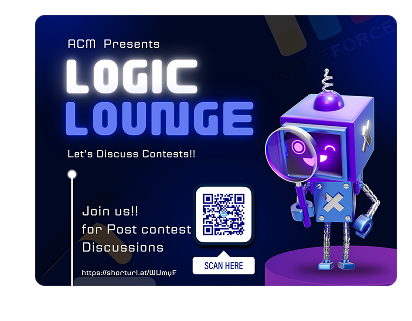 ACM Presents
LOGIC
LOUNGE
Let's Discuss Contests!!
Join us!!
for Post contest
Discussions
https://shorturl.at/WUmyF
SCAN HERE
FORCE